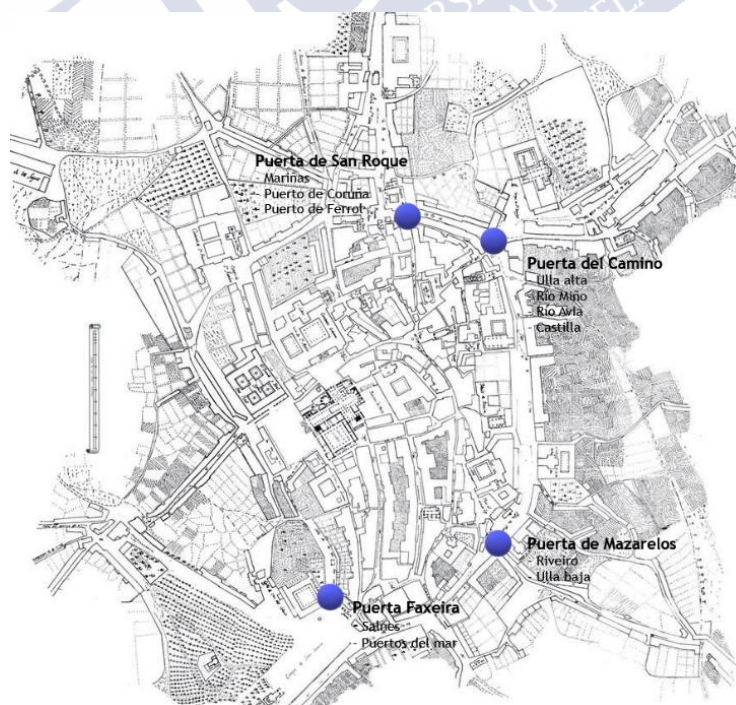 Puerta de San Roque
- Marinas
- Puerto de Coruña
- Puerto de Ferrol
Puerta del Camino
- Ulla alta
- Río Miño
- Río Avia
- Castilla
Puerta de Mazarelos
- Riveiro
- Ulla baja
Puerta Faxeira
- Salnés
- Puertos del mar